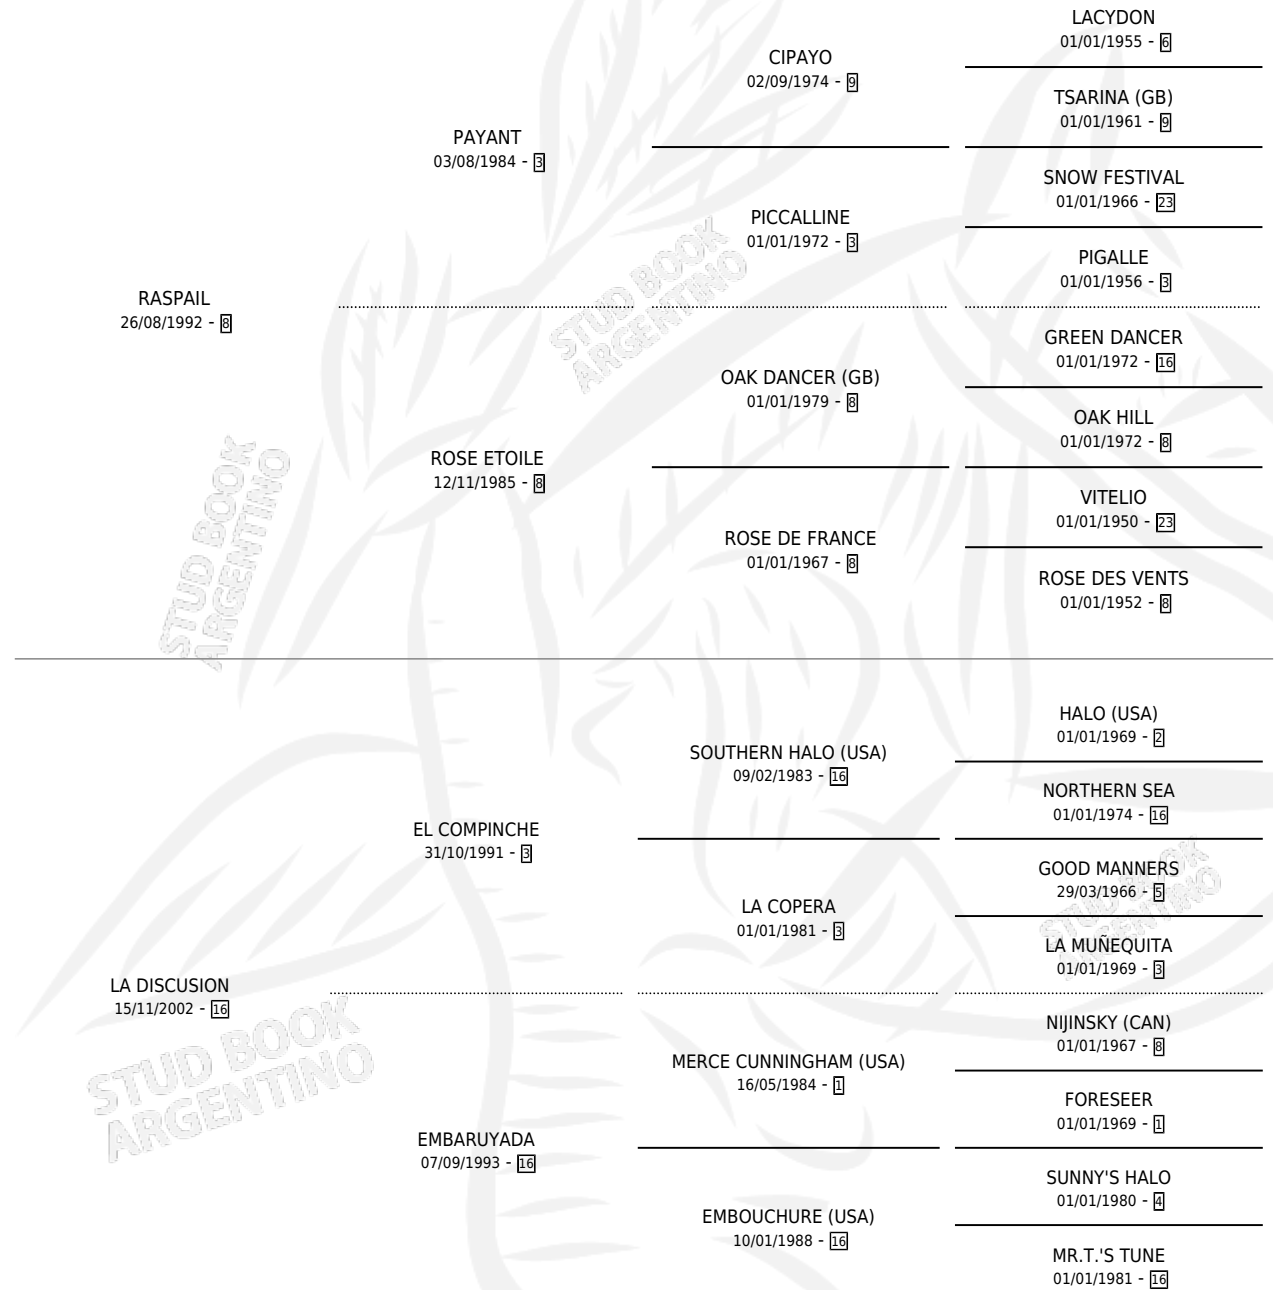 LACYDON
01/01/1955 - 6
CIPAYO
02/09/1974 - 9
TSARINA (GB)
01/01/1961 - 9
PAYANT
03/08/1984 - 3
SNOW FESTIVAL
01/01/1966 - 23
PICCALLINE
01/01/1972 - 3
PIGALLE
01/01/1956 - 3
RASPAIL
26/08/1992 - 8
GREEN DANCER
01/01/1972 - 16
OAK DANCER (GB)
01/01/1979 - 8
OAK HILL
01/01/1972 - 8
ROSE ETOILE
12/11/1985 - 8
VITELIO
01/01/1950 - 23
ROSE DE FRANCE
01/01/1967 - 8
ROSE DES VENTS
01/01/1952 - 8
STUD BOOK
ARGENTINO
STUD BOOK
ARGENTINO
HALO (USA)
01/01/1969 - 2
SOUTHERN HALO (USA)
09/02/1983 - 16
NORTHERN SEA
01/01/1974 - 16
EL COMPINCHE
31/10/1991 - 3
GOOD MANNERS
29/03/1966 - 5
LA COPERA
01/01/1981 - 3
LA MUÑEQUITA
01/01/1969 - 3
LA DISCUSION
15/11/2002 - 16
NIJINSKY (CAN)
01/01/1967 - 8
MERCE CUNNINGHAM (USA)
16/05/1984 - 1
FORESEER
01/01/1969 - 1
EMBARUYADA
07/09/1993 - 16
SUNNY'S HALO
01/01/1980 - 4
EMBOUCHURE (USA)
10/01/1988 - 16
MR.T.'S TUNE
01/01/1981 - 16
STUD BOOK
ARGENTINO
STUD BOOK
ARGENTINO